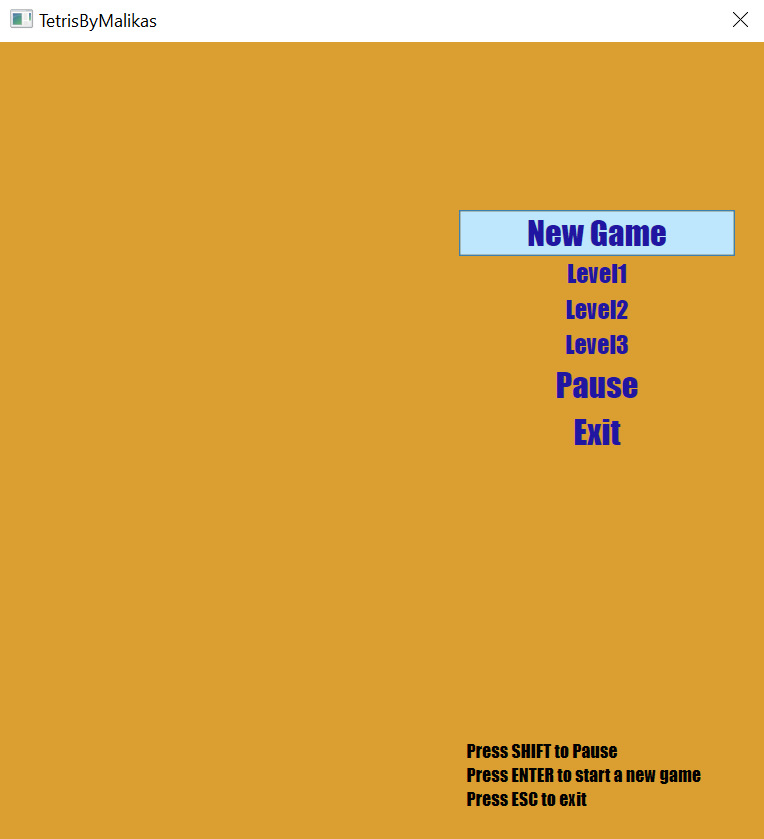 TetrisByMalikas
New Game
Level1
Level2
Level3
Pause
Exit
Press SHIFT to Pause
Press ENTER to start a new game
Press ESC to exit